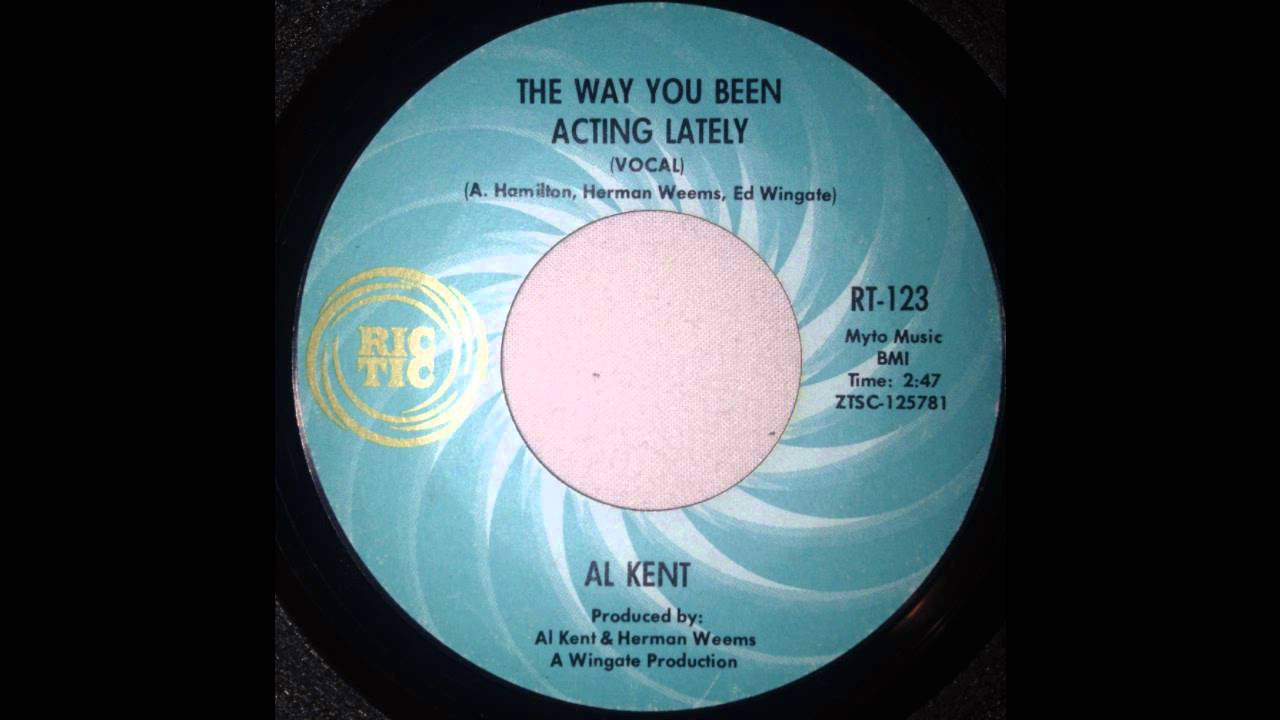 THE WAY YOU BEEN
ACTING LATELY
(VOCAL)
(A. Hamilton, Herman Weems, Ed Wingate)
RIC
TIC
RT-123
Myto Music
BMI
Time: 2:47
ZTSC-125781
AL KENT
Produced by:
Al Kent & Herman Weems
A Wingate Production